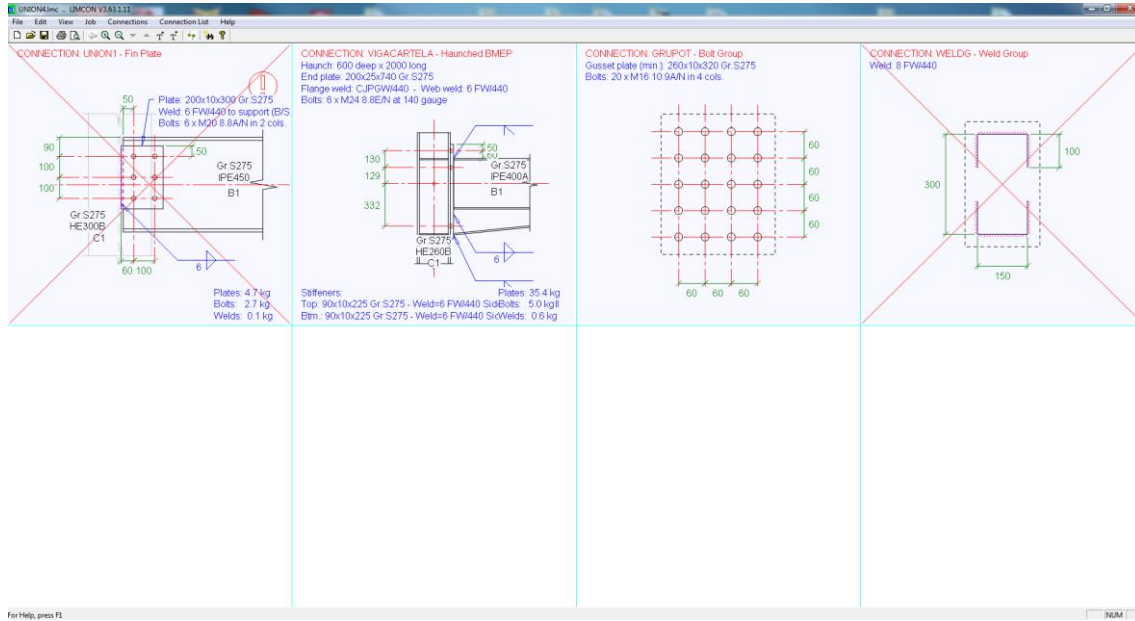 UNION4.lmc - LIMCON V3.63.1.11
File Edit View Job Connections Connection List Help
CONNECTION: UNION1 - Fin Plate
50
Plate: 200x10x300 Gr.S275
Weld: 6 FW/440 to support (B/S
Bolts: 6 x M20 8.8A/N in 2 cols.
90
50
100
100
Gr.S275
IPE450
B1
Gr.S275
HE300B
C1
6
60 100
Plates: 4.7 kg
Bolts: 2.7 kg
Welds: 0.1 kg
CONNECTION: VIGACARTELA - Haunched BMEP
Haunch: 600 deep x 2000 long
End plate: 200x25x740 Gr.S275
Flange weld: CJPGW/440 - Web weld: 6 FW/440
Bolts: 6 x M24 8.8E/N at 140 gauge
50
130
129
332
Gr.S275
IPE400A
B1
Gr.S275
HE260B
C1
6
Stiffeners: Plates: 35.4 kg
Top: 90x10x225 Gr.S275 - Weld=6 FW/440 Sid Bolts: 5.0 kg
Btm.: 90x10x225 Gr.S275 - Weld=6 FW/440 Sid Welds: 0.6 kg
CONNECTION: GRUPOT - Bolt Group
Gusset plate (min.): 260x10x320 Gr.S275
Bolts: 20 x M16 10.9A/N in 4 cols.
60
60
60
60
60 60 60
CONNECTION: WELDG - Weld Group
Weld: 8 FW/440
100
300
150
For Help, press F1
NUM